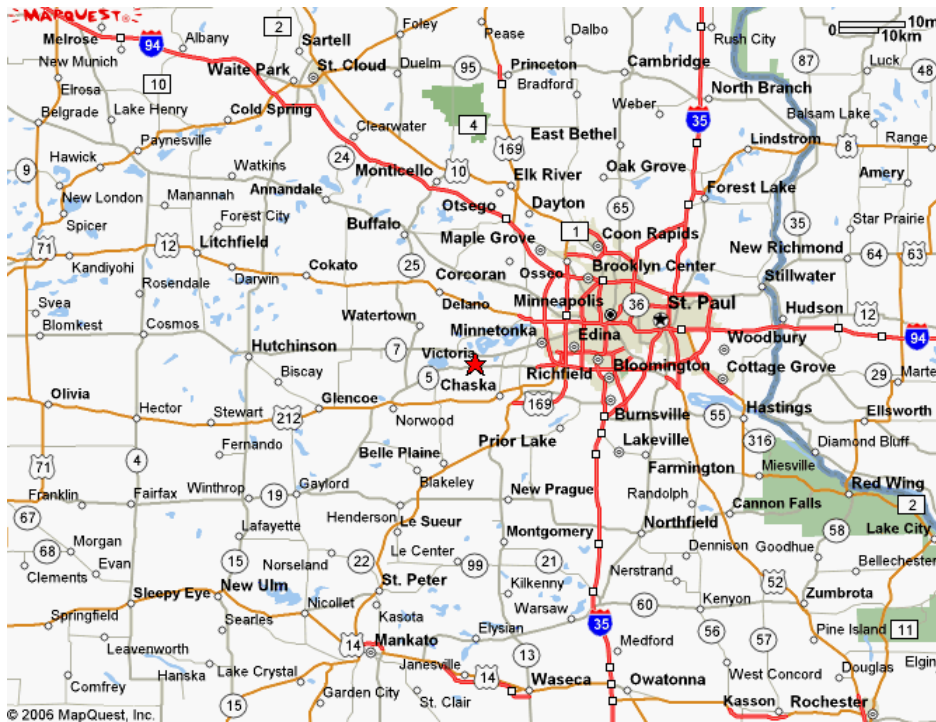 MAPQUEST
10mi
0
10km
Melrose
94
Albany
2
Sartell
Foley
Pease
Dalbo
Rush City
87
Luck
48
New Munich
Waite Park
St. Cloud
Duelm
95
Princeton
Cambridge
North Branch
Elrosa
10
Lake Henry
Cold Spring
Bradford
Weber
Balsam Lake
Belgrade
Paynesville
Clearwater
4
East Bethel
35
Lindstrom
8
Range
Hawick
9
Watkins
24
Monticello
10
169
Oak Grove
Amery
New London
Manannah
Annandale
Elk River
Forest Lake
Spicer
Forest City
Buffalo
Otsego
Dayton
65
35
Star Prairie
71
12
Litchfield
Maple Grove
1
Coon Rapids
New Richmond
64
63
Kandiyohi
Darwin
Cokato
25
Corcoran
Osseo
Brooklyn Center
Stillwater
Rosendale
Delano
Minneapolis
36
St. Paul
Hudson
12
Svea
Blomkest
Cosmos
Watertown
Minnetonka
Edina
Woodbury
94
Hutchinson
7
Victoria
Richfield
Bloomington
Cottage Grove
29
Marte
Biscay
5
Chaska
Olivia
Hector
Stewart
212
Glencoe
Norwood
169
Burnsville
55
Hastings
Ellsworth
Fernando
Prior Lake
Lakeville
316
Diamond Bluff
71
4
Belle Plaine
Farmington
Miesville
Franklin
Fairfax
Winthrop
19
Gaylord
Blakeley
New Prague
Randolph
Cannon Falls
Red Wing
2
67
Lafayette
Henderson
Le Sueur
Montgomery
Northfield
58
Lake City
68
Morgan
Evan
15
Norseland
22
Le Center
99
21
Dennison
Goodhue
Bellechester
Clements
Sleepy Eye
New Ulm
St. Peter
Kilkenny
Nerstrand
52
Zumbrota
Springfield
Searles
Nicollet
Kasota
Warsaw
60
Kenyon
Leavenworth
14
Mankato
Elysian
35
Medford
56
57
Pine Island
11
Hanska
Lake Crystal
Janesville
13
West Concord
Douglas
Elgin
Comfrey
15
Garden City
St. Clair
14
Waseca
Owatonna
Kasson
Rochester
© 2006 MapQuest, Inc.